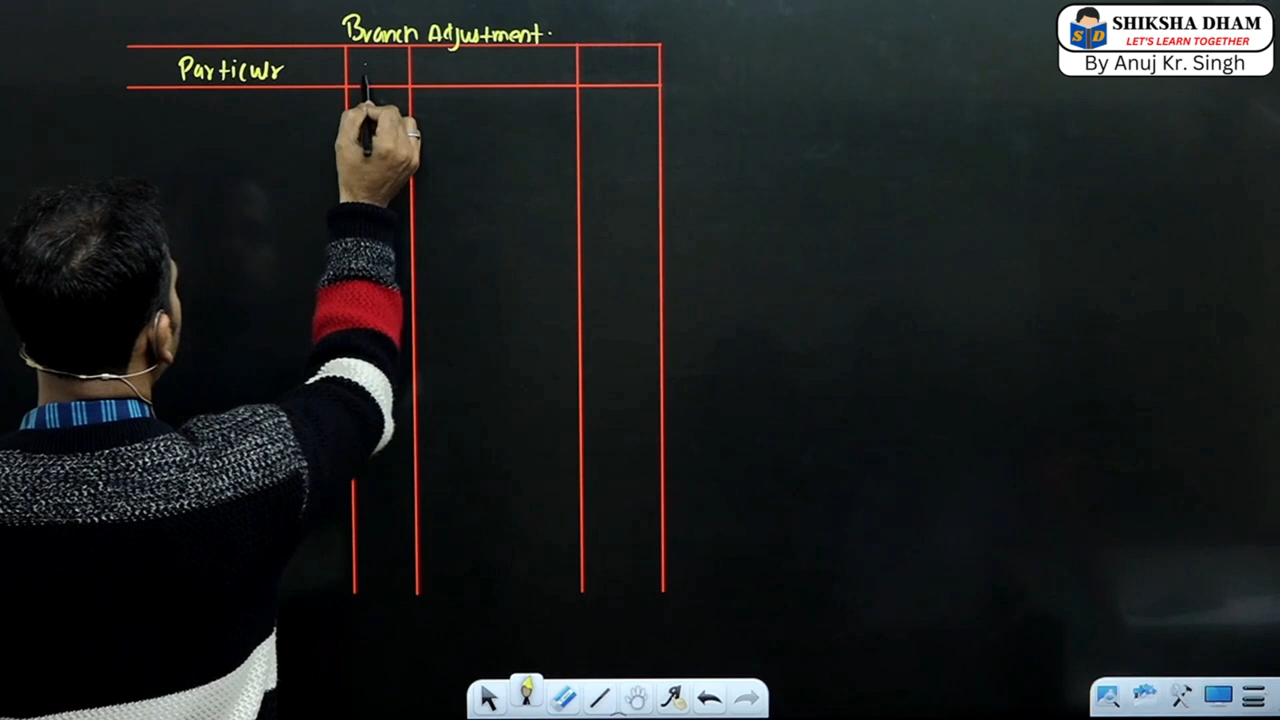 Branch Adjustment.
Particulr
SHIKSHA DHAM
LET'S LEARN TOGETHER
S D
By Anuj Kr. Singh